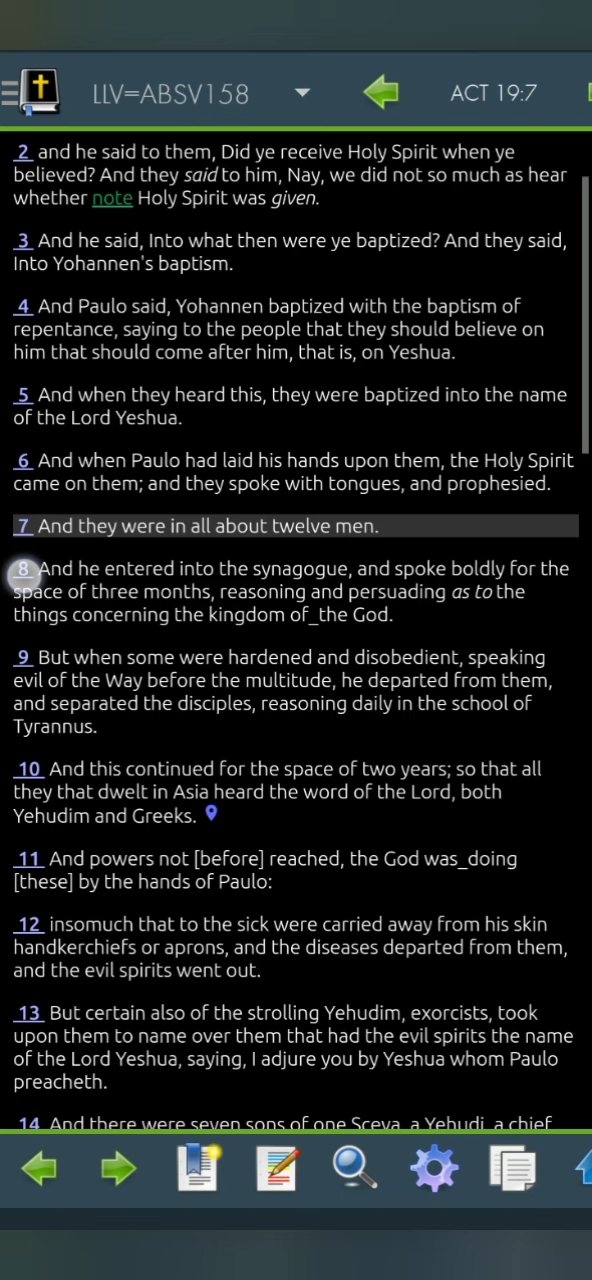 LLV=ABSV158
ACT 19:7
2 and he said to them, Did ye receive Holy Spirit when ye
believed? And they said to him, Nay, we did not so much as hear
whether note Holy Spirit was given.
3 And he said, Into what then were ye baptized? And they said,
Into Yohannen's baptism.
4 And Paulo said, Yohannen baptized with the baptism of
repentance, saying to the people that they should believe on
him that should come after him, that is, on Yeshua.
5 And when they heard this, they were baptized into the name
of the Lord Yeshua.
6 And when Paulo had laid his hands upon them, the Holy Spirit
came on them; and they spoke with tongues, and prophesied.
7 And they were in all about twelve men.
8 And he entered into the synagogue, and spoke boldly for the
space of three months, reasoning and persuading as to the
things concerning the kingdom of_the God.
9 But when some were hardened and disobedient, speaking
evil of the Way before the multitude, he departed from them,
and separated the disciples, reasoning daily in the school of
Tyrannus.
10 And this continued for the space of two years; so that all
they that dwelt in Asia heard the word of the Lord, both
Yehudim and Greeks.
11 And powers not [before] reached, the God was_doing
[these] by the hands of Paulo:
12 insomuch that to the sick were carried away from his skin
handkerchiefs or aprons, and the diseases departed from them,
and the evil spirits went out.
13 But certain also of the strolling Yehudim, exorcists, took
upon them to name over them that had the evil spirits the name
of the Lord Yeshua, saying, I adjure you by Yeshua whom Paulo
preacheth.
14 And there were seven sons of one Sceva, a Yehudi, a chief